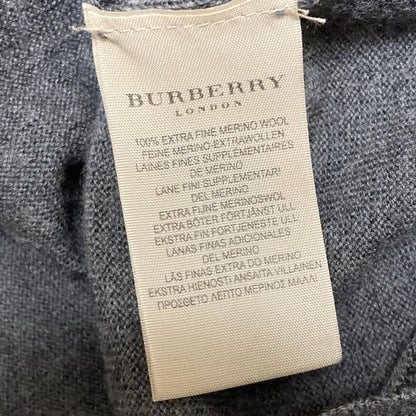 BURBERRY
LONDON
100% EXTRA FINE MERINO WOOL
FEINE MERINO-EXTRAWOLLEN
LAINES FINES SUPPLÉMENTAIRES
DE MERINO
LANE FINI SUPPLEMENTARI
DEL MERINO
EXTRA FIJNE MERINOSWOL
EXTRA BÖTER FÖRTJÄNST ULL
EKSTRA FIN FORTJENESTE ULL
LANAS FINAS ADICIONALES
DEL MERINO
LÃS FINAS EXTRA DO MERINO
EKSTRA HIENOSTI ANSAITA VILLAINEN
ΠΡΟΣΘΕΤΟ ΛΕΠΤΟ ΜΕΡΙΝΟΣ ΜΑΛΛΙ